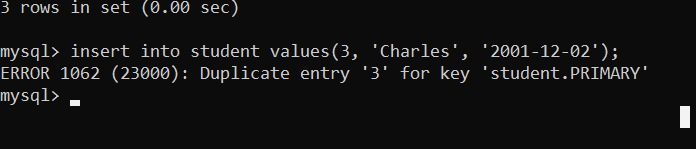 3 rows in set (0.00 sec)
mysql> insert into student values(3, 'Charles', '2001-12-02');
ERROR 1062 (23000): Duplicate entry '3' for key 'student.PRIMARY'
mysql>